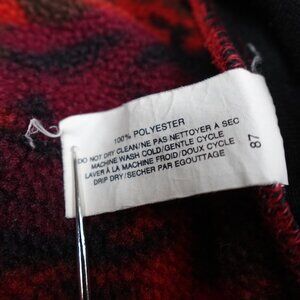 100% POLYESTER
DO NOT DRY CLEAN/NE PAS NETTOYER À SEC
MACHINE WASH COLD/GENTLE CYCLE
LAVER À LA MACHINE FROID/DOUX CYCLE
DRIP DRY/SECHER PAR EGOUTTAGE
87